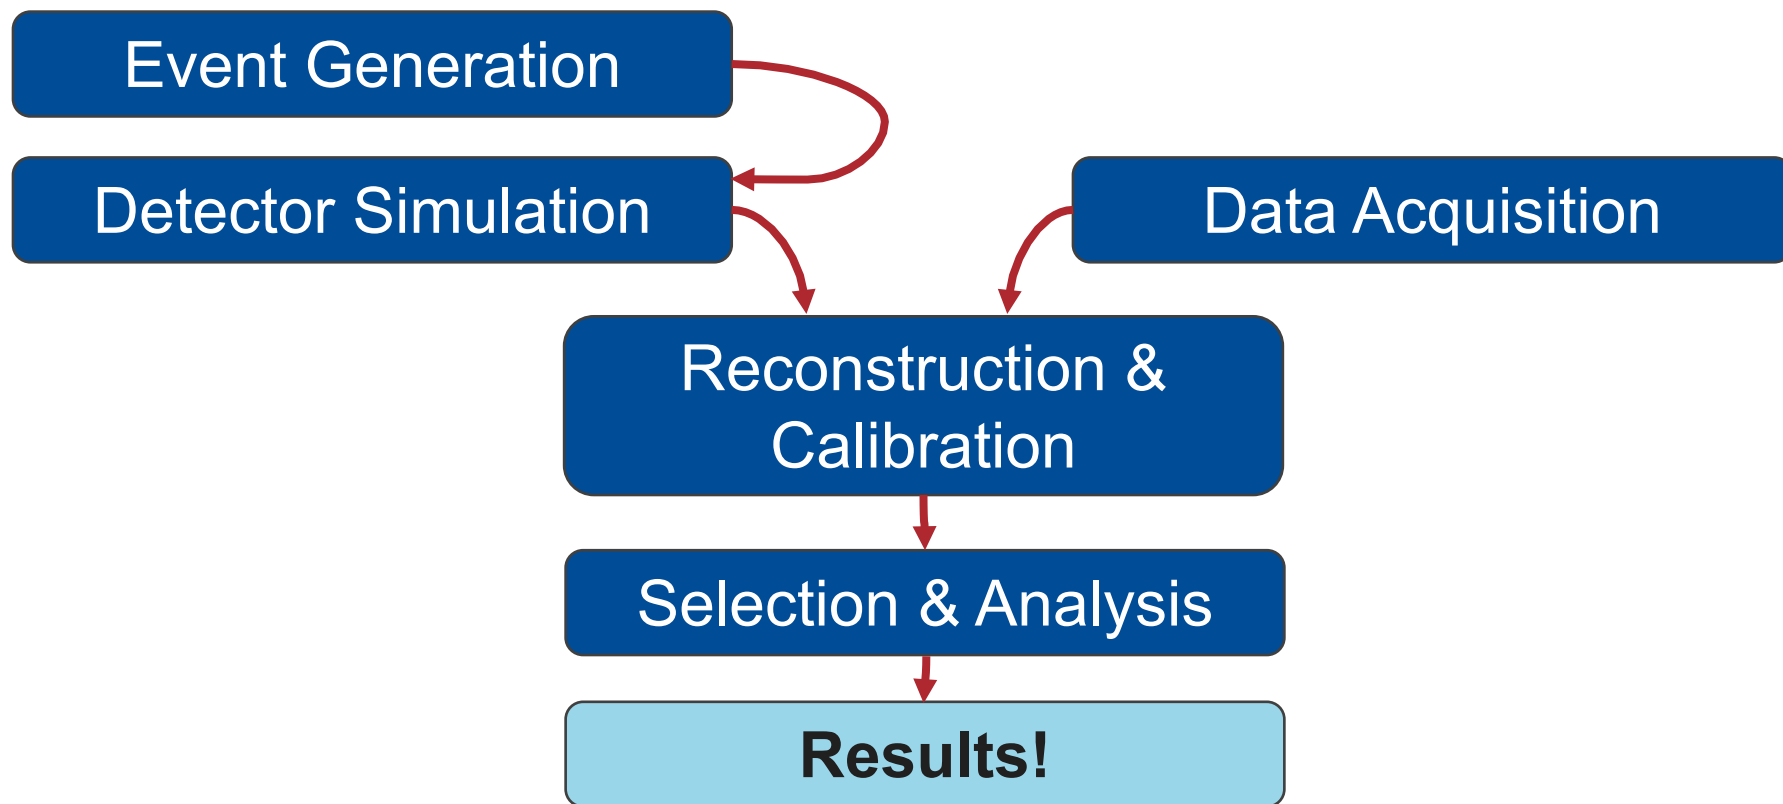 Event Generation
Detector Simulation
Data Acquisition
Reconstruction &
Calibration
Selection & Analysis
Results!